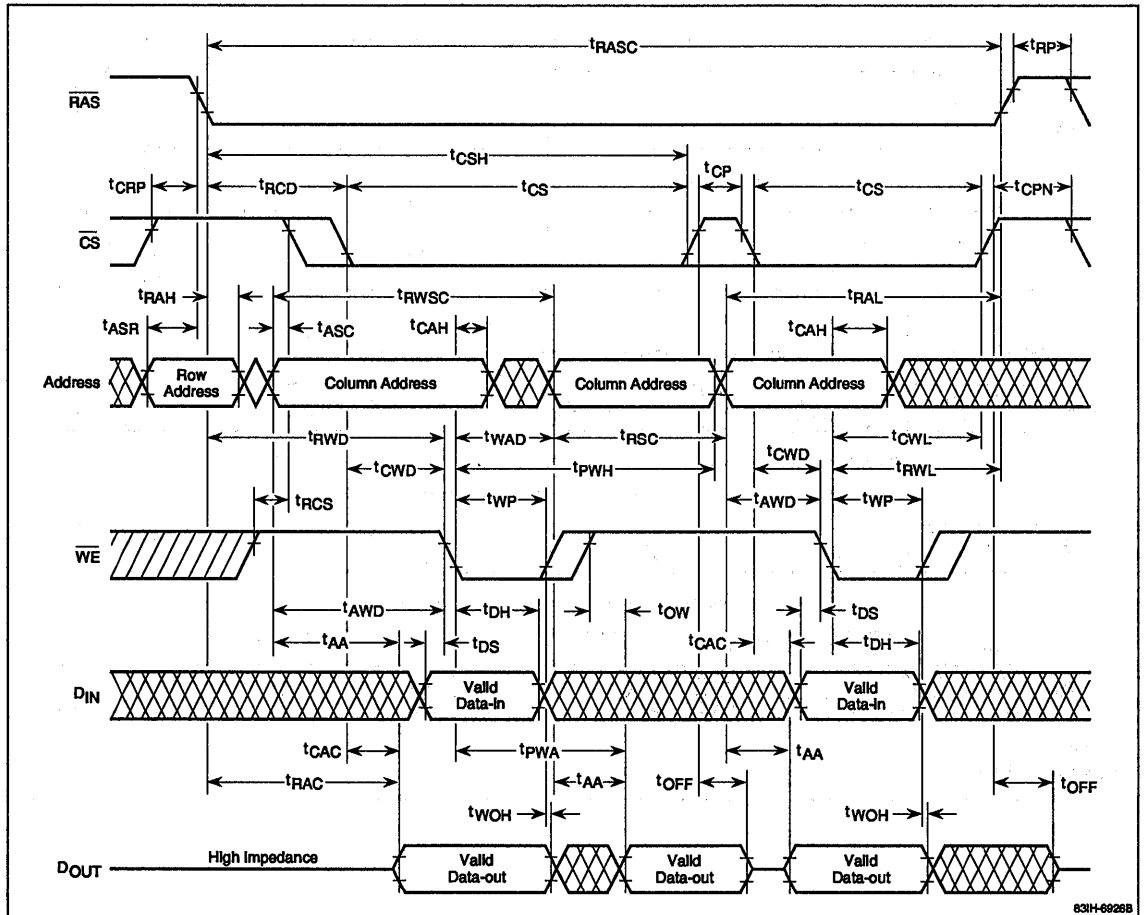 tRASC
tRP
RAS
tCSH
tCRP
tRCD
tCS
tCP
tCS
tCPN
CS
tRAH
tRWSC
tRAL
tASR
tASC
tCAH
tCAH
Address
Row Address
Column Address
Column Address
Column Address
tRWD
tWAD
tRSC
tCWL
tCWD
tPWH
tCWD
tRWL
tRCS
tWP
tAWD
tWP
WE
tAWD
tDH
tOW
tDS
tAA
tDS
tCAC
tDH
DIN
Valid Data-In
Valid Data-In
tCAC
tPWA
tAA
tRAC
tAA
tOFF
tOFF
tWOH
tWOH
DOUT
High Impedance
Valid Data-out
Valid Data-out
Valid Data-out
83IH-6926B